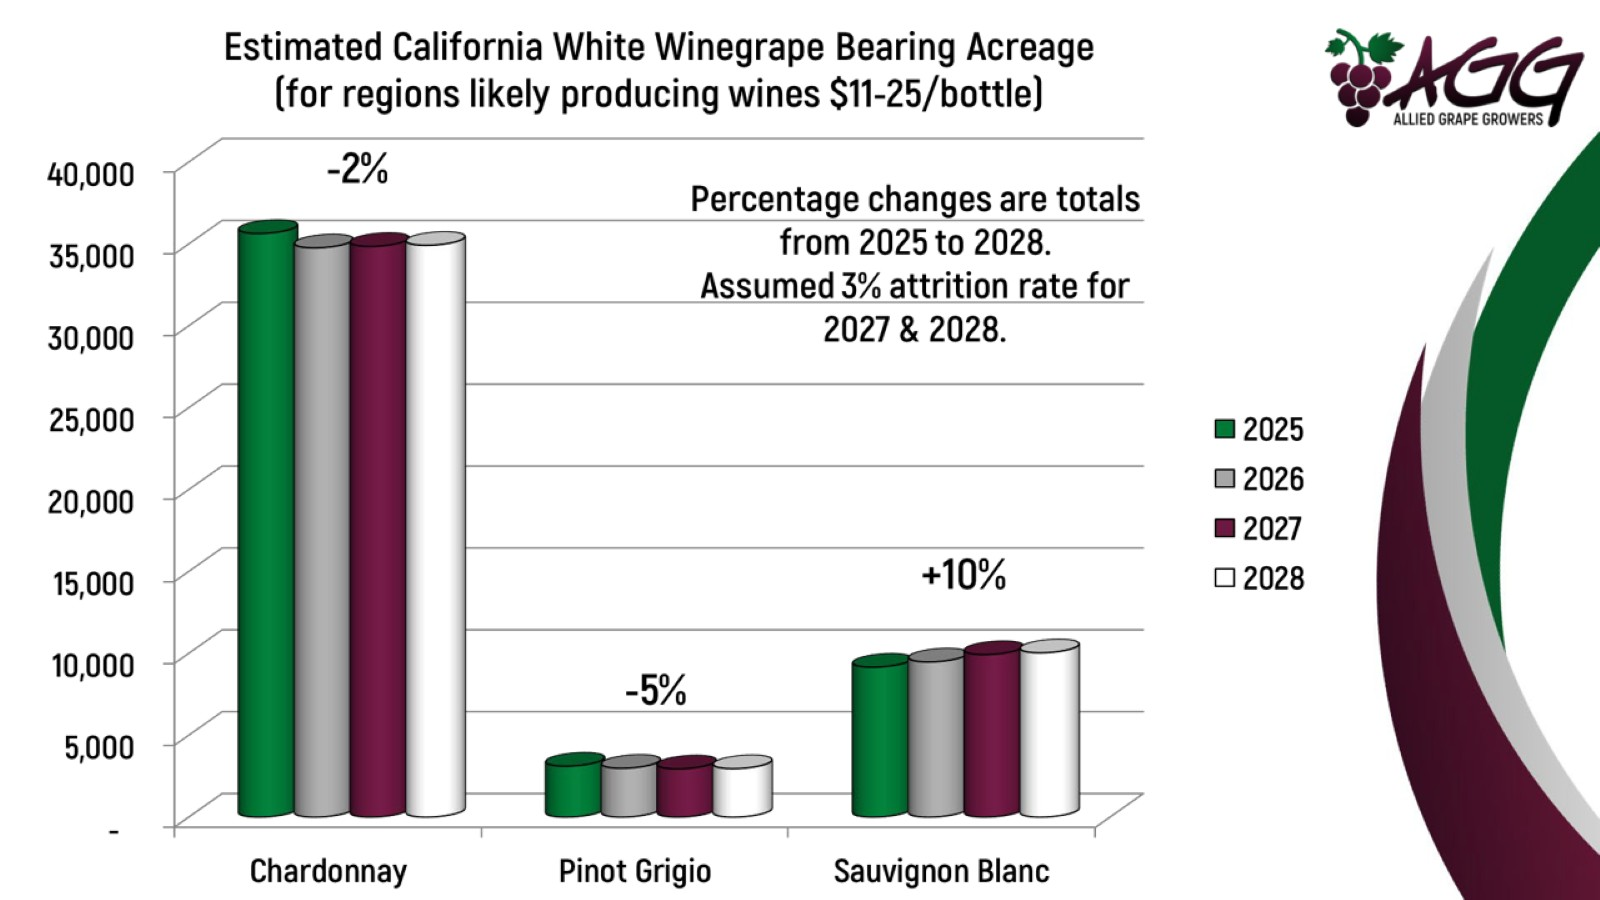 Estimated California White Winegrape Bearing Acreage
(for regions likely producing wines $11-25/bottle)
AGG
ALLIED GRAPE GROWERS
40,000
35,000
30,000
25,000
20,000
15,000
10,000
5,000
-
-2%
Percentage changes are totals
from 2025 to 2028.
Assumed 3% attrition rate for
2027 & 2028.
-5%
+10%
2025
2026
2027
2028
Chardonnay
Pinot Grigio
Sauvignon Blanc